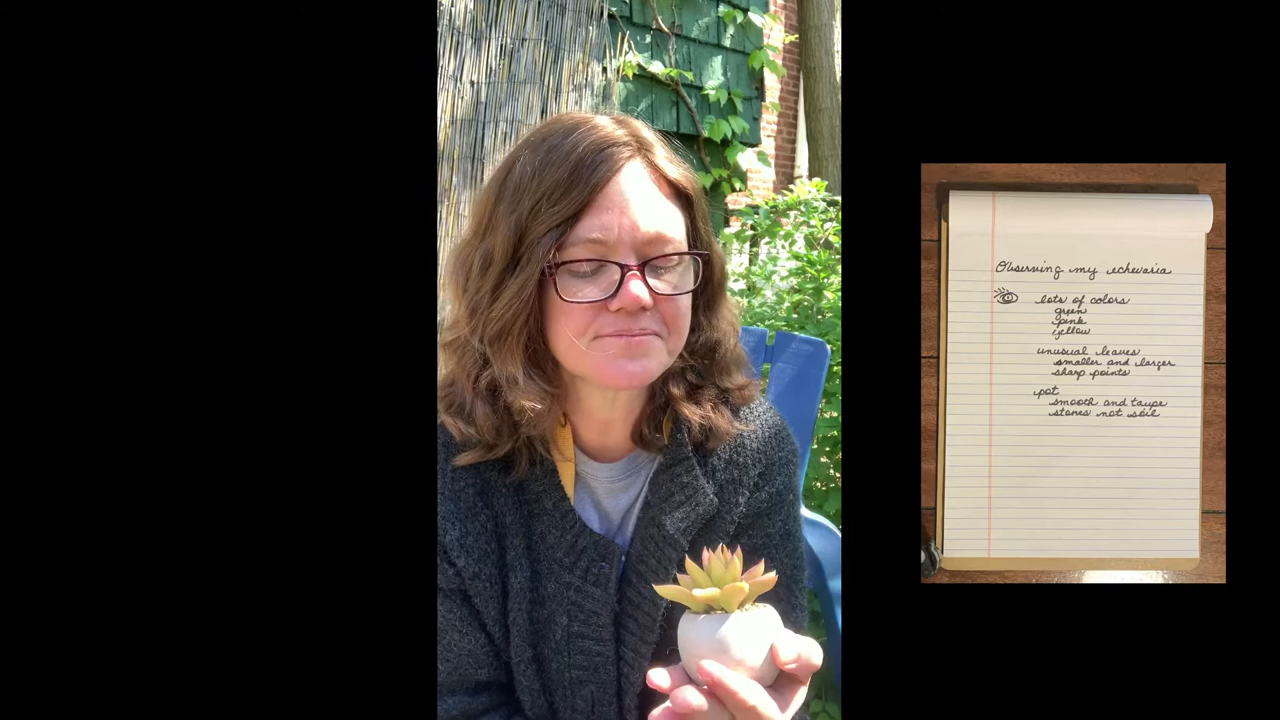 Observing my echevaria
lots of colors
green
pink
yellow
unusual leaves
smaller and larger
sharp points
pot
smooth and taupe
stones not soil